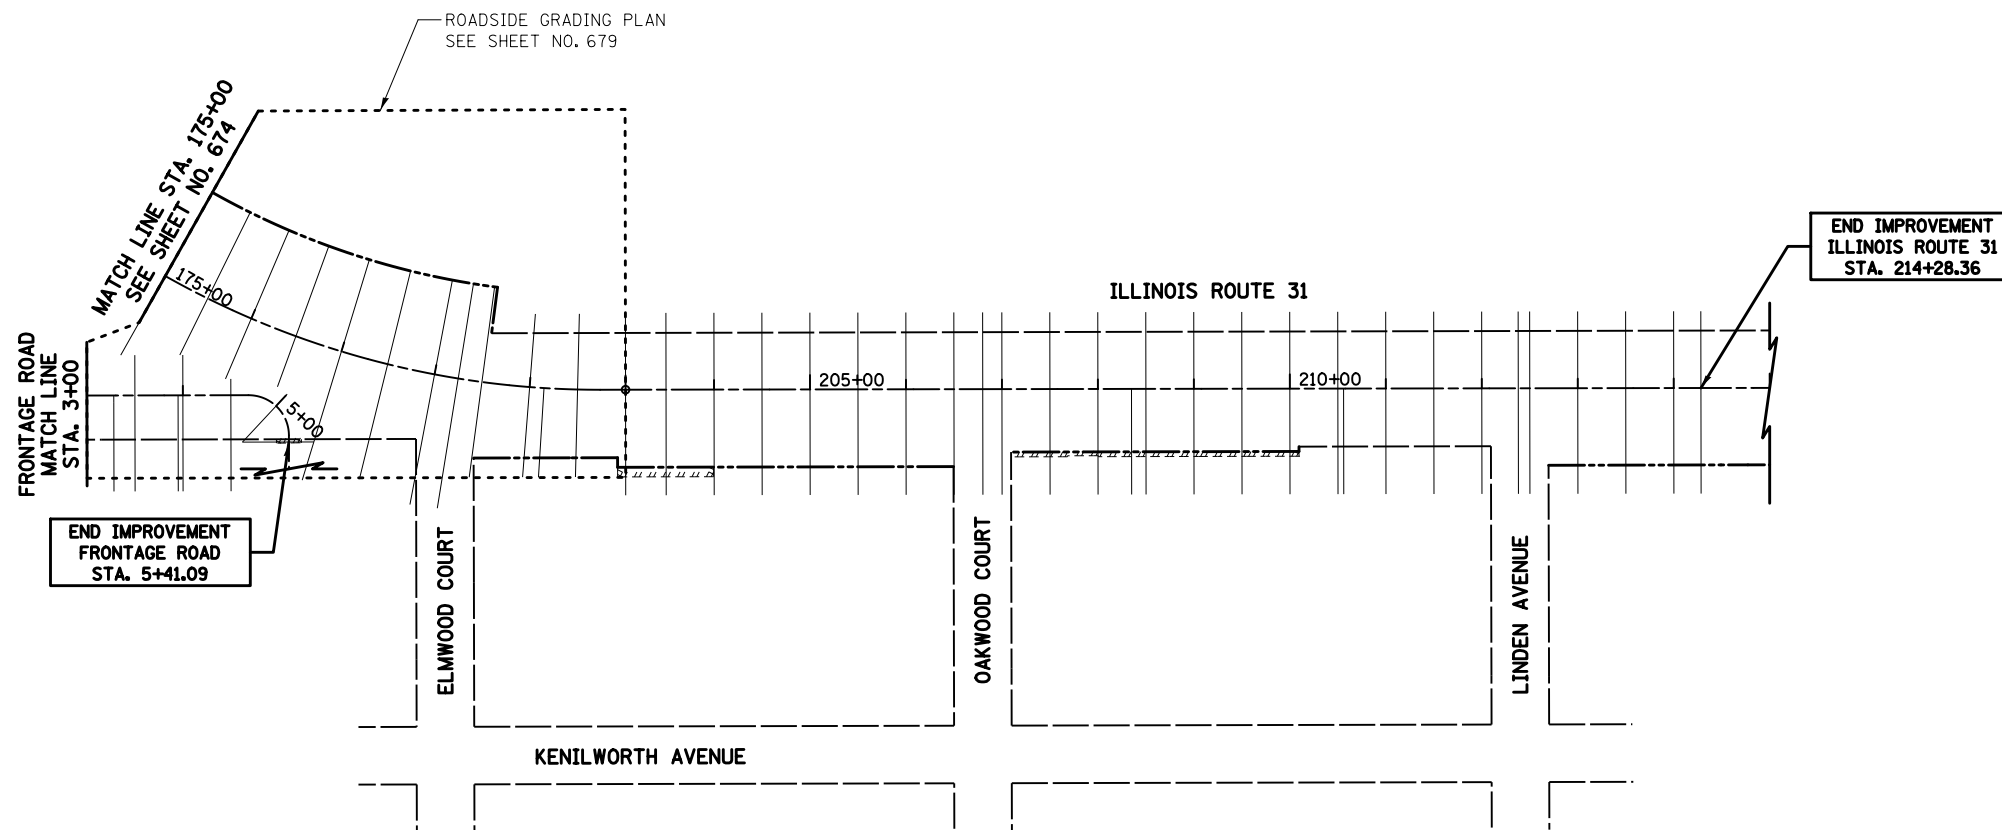 ROADSIDE GRADING PLAN
SEE SHEET NO. 679
MATCH LINE STA. 175+00
SEE SHEET NO. 674
175+00
FRONTAGE ROAD
MATCH LINE
STA. 3+00
5+00
END IMPROVEMENT
FRONTAGE ROAD
STA. 5+41.09
ILLINOIS ROUTE 31
205+00
210+00
END IMPROVEMENT
ILLINOIS ROUTE 31
STA. 214+28.36
ELMWOOD COURT
OAKWOOD COURT
LINDEN AVENUE
KENILWORTH AVENUE